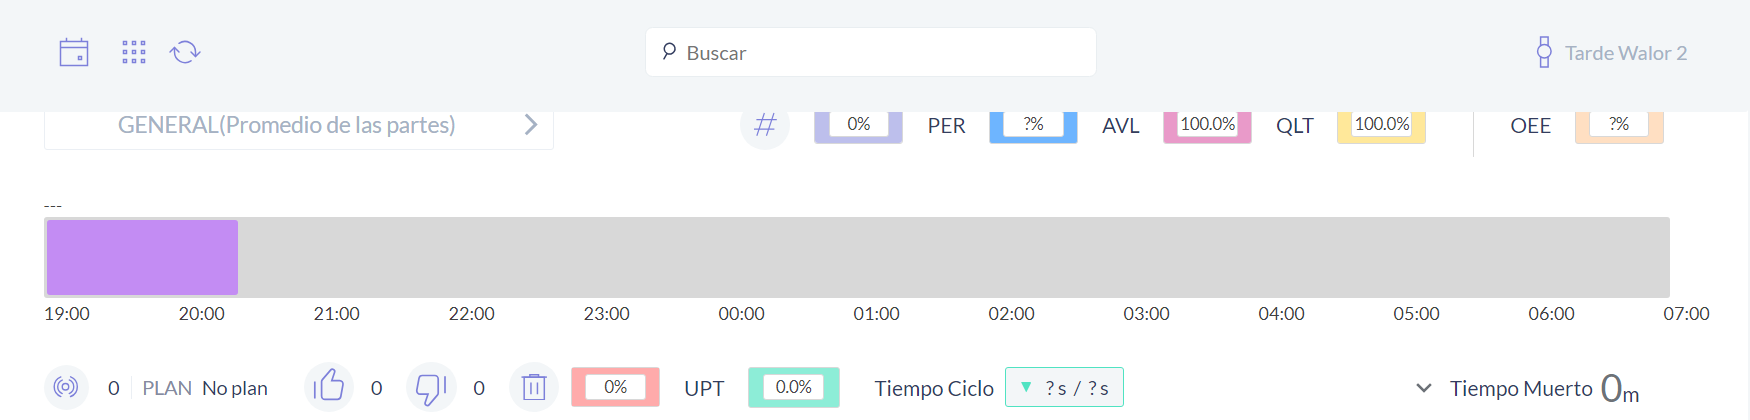 Buscar
Tarde Walor 2
GENERAL(Promedio de las partes)
# 0% PER ?% AVL 100.0% QLT 100.0% OEE ?%
---
19:00 20:00 21:00 22:00 23:00 00:00 01:00 02:00 03:00 04:00 05:00 06:00 07:00
0 PLAN No plan 0 0 0% UPT 0.0% Tiempo Ciclo ▼ ?s / ?s Tiempo Muerto 0m